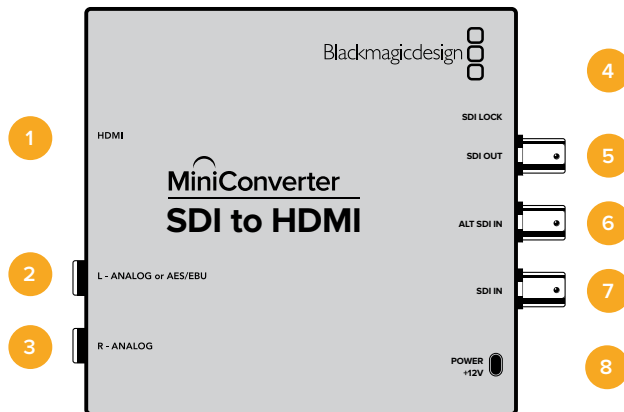 Blackmagicdesign
4
SDI LOCK
1
HDMI
SDI OUT
5
MiniConverter
SDI to HDMI
ALT SDI IN
6
2
L - ANALOG or AES/EBU
SDI IN
7
3
R - ANALOG
POWER
+12V
8